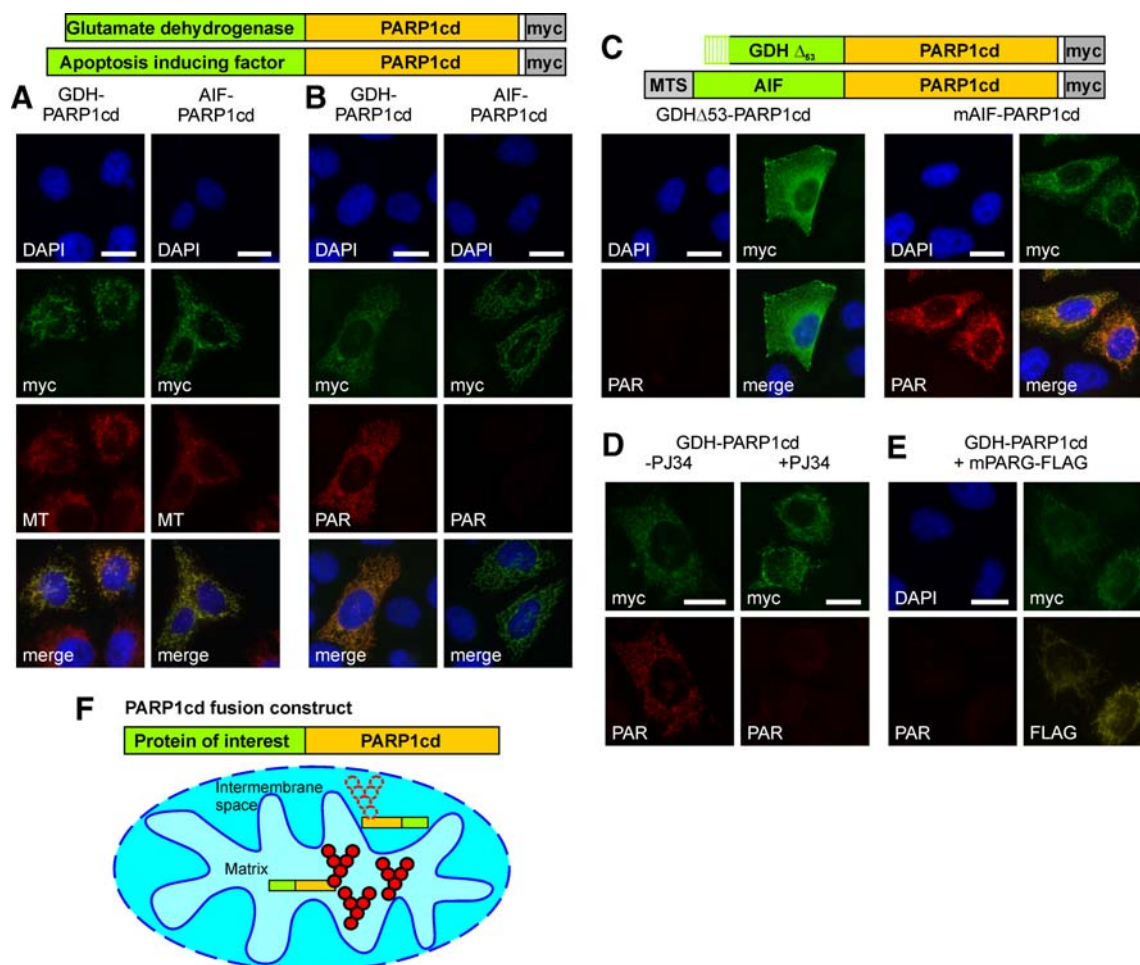 Glutamate dehydrogenase PARP1cd myc
Apoptosis inducing factor PARP1cd myc
A
GDH-
PARP1cd
AIF-
PARP1cd
DAPI DAPI
myc myc
MT MT
merge merge
B
GDH-
PARP1cd
AIF-
PARP1cd
DAPI DAPI
myc myc
PAR PAR
merge merge
C
GDH Δ53 PARP1cd myc
MTS AIF PARP1cd myc
GDHΔ53-PARP1cd
DAPI myc
PAR merge
mAIF-PARP1cd
DAPI myc
PAR merge
D
GDH-PARP1cd
-PJ34 +PJ34
myc myc
PAR PAR
E
GDH-PARP1cd
+ mPARG-FLAG
DAPI myc
PAR FLAG
F
PARP1cd fusion construct
Protein of interest PARP1cd
Intermembrane
space
Matrix